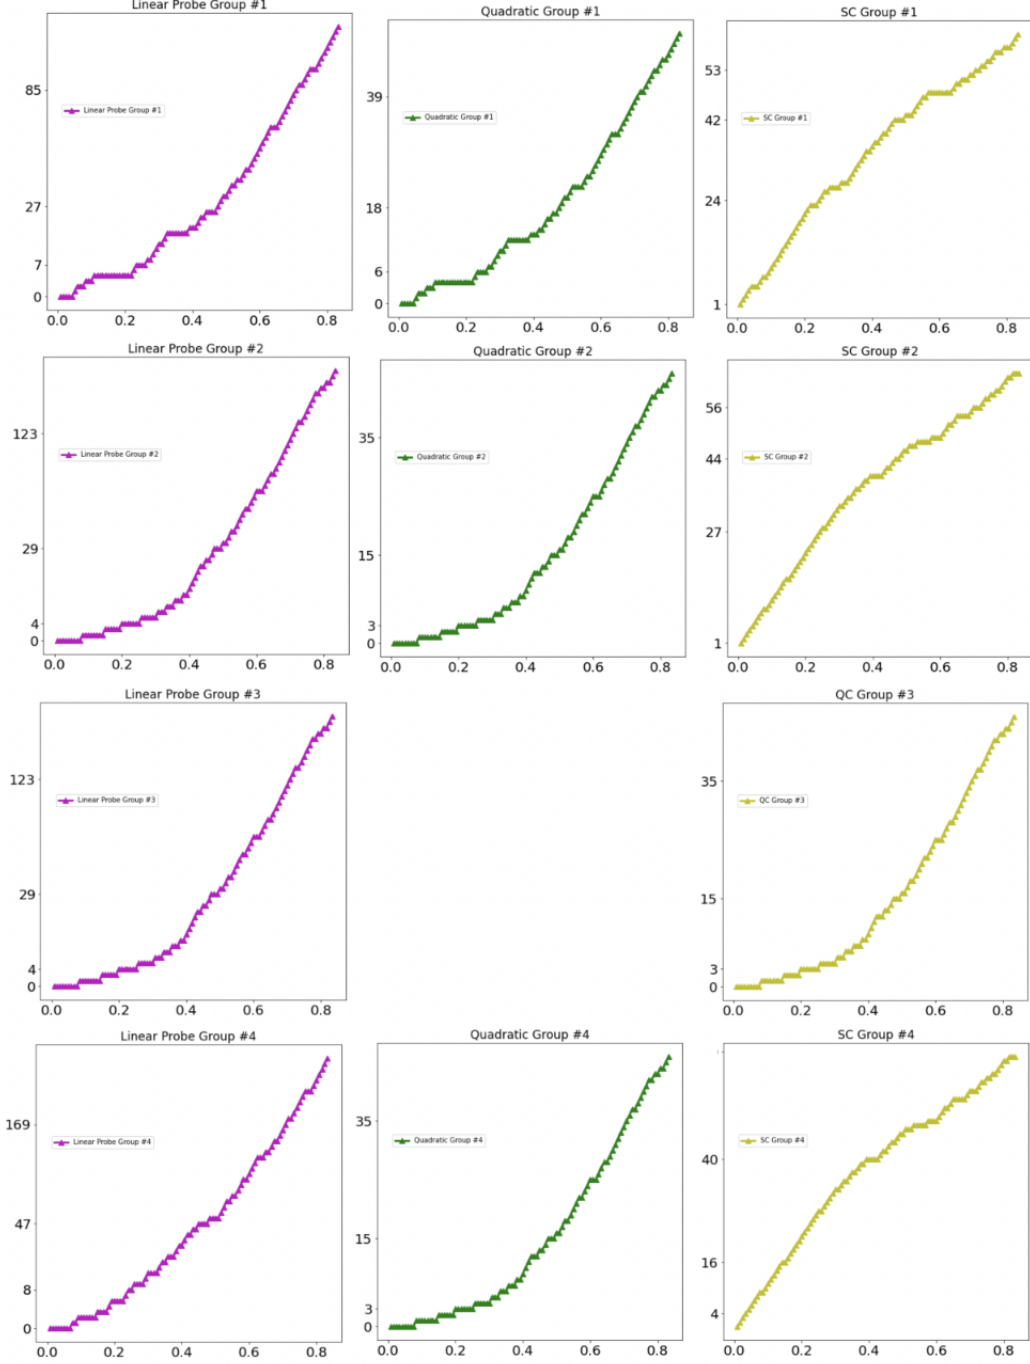 Linear Probe Group #1
85
27
7
0
Linear Probe Group #1
0.0 0.2 0.4 0.6 0.8
Quadratic Group #1
39
18
6
0
Quadratic Group #1
0.0 0.2 0.4 0.6 0.8
SC Group #1
53
42
24
1
SC Group #1
0.0 0.2 0.4 0.6 0.8
Linear Probe Group #2
123
29
4
0
Linear Probe Group #2
0.0 0.2 0.4 0.6 0.8
Quadratic Group #2
35
15
3
0
Quadratic Group #2
0.0 0.2 0.4 0.6 0.8
SC Group #2
56
44
27
1
SC Group #2
0.0 0.2 0.4 0.6 0.8
Linear Probe Group #3
123
29
4
0
Linear Probe Group #3
0.0 0.2 0.4 0.6 0.8
QC Group #3
35
15
3
0
QC Group #3
0.0 0.2 0.4 0.6 0.8
Linear Probe Group #4
169
47
8
0
Linear Probe Group #4
0.0 0.2 0.4 0.6 0.8
Quadratic Group #4
35
15
3
0
Quadratic Group #4
0.0 0.2 0.4 0.6 0.8
SC Group #4
40
16
4
SC Group #4
0.0 0.2 0.4 0.6 0.8